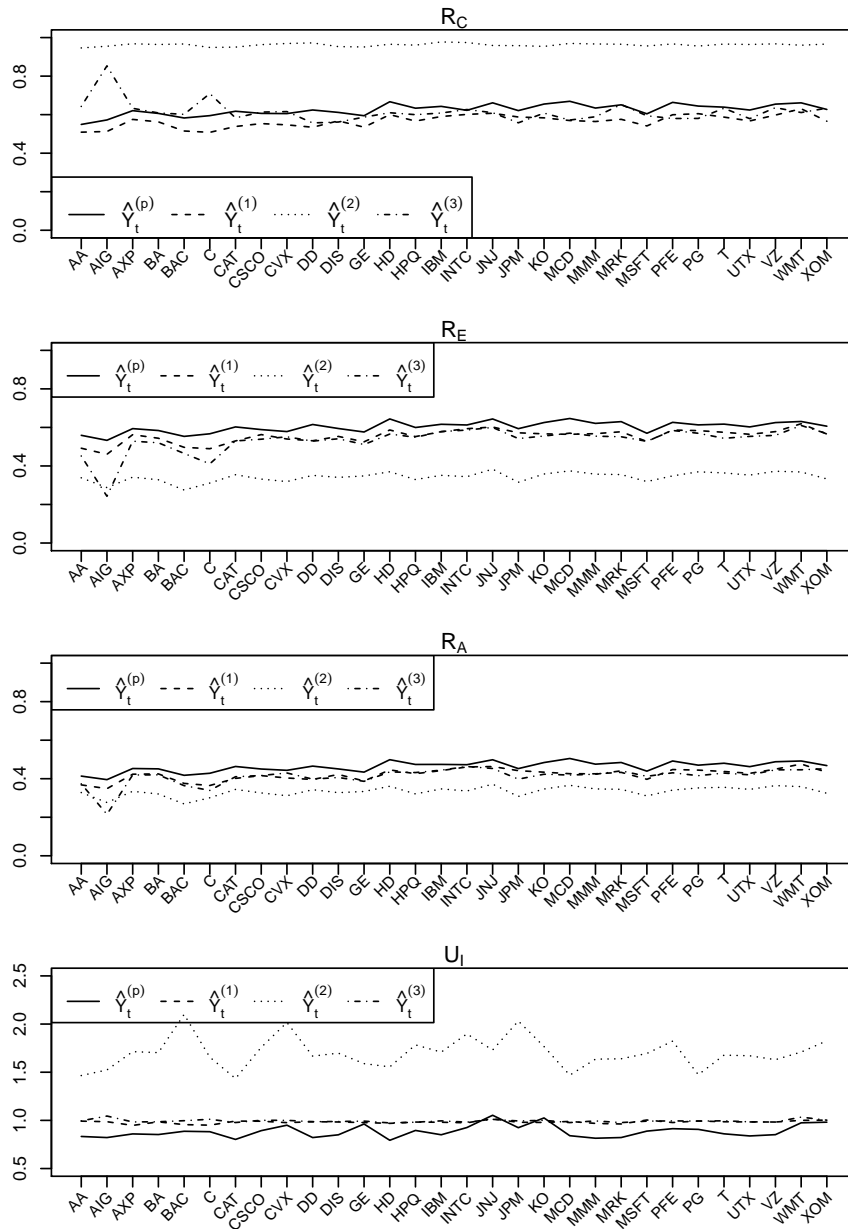 R_C
0.0 0.4 0.8
Ŷ_t^(p) Ŷ_t^(1) Ŷ_t^(2) Ŷ_t^(3)
AA AIG AXP BA BAC C CAT CSCO CVX DD DIS GE HD HPQ IBM INTC JNJ JPM KO MCD MMM MRK MSFT PFE PG T UTX VZ WMT XOM
R_E
0.0 0.4 0.8
Ŷ_t^(p) Ŷ_t^(1) Ŷ_t^(2) Ŷ_t^(3)
AA AIG AXP BA BAC C CAT CSCO CVX DD DIS GE HD HPQ IBM INTC JNJ JPM KO MCD MMM MRK MSFT PFE PG T UTX VZ WMT XOM
R_A
0.0 0.4 0.8
Ŷ_t^(p) Ŷ_t^(1) Ŷ_t^(2) Ŷ_t^(3)
AA AIG AXP BA BAC C CAT CSCO CVX DD DIS GE HD HPQ IBM INTC JNJ JPM KO MCD MMM MRK MSFT PFE PG T UTX VZ WMT XOM
U_I
0.5 1.0 1.5 2.0 2.5
Ŷ_t^(p) Ŷ_t^(1) Ŷ_t^(2) Ŷ_t^(3)
AA AIG AXP BA BAC C CAT CSCO CVX DD DIS GE HD HPQ IBM INTC JNJ JPM KO MCD MMM MRK MSFT PFE PG T UTX VZ WMT XOM